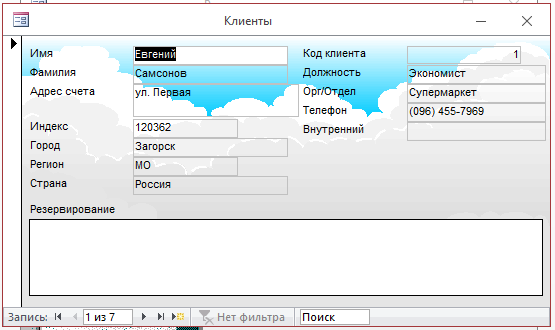 Клиенты
Имя Евгений Код клиента 1
Фамилия Самсонов Должность Экономист
Адрес счета ул. Первая Орг/Отдел Супермаркет
Телефон (096) 455-7969
Индекс 120362 Внутренний
Город Загорск
Регион МО
Страна Россия
Резервирование
Запись: 1 из 7 Нет фильтра Поиск